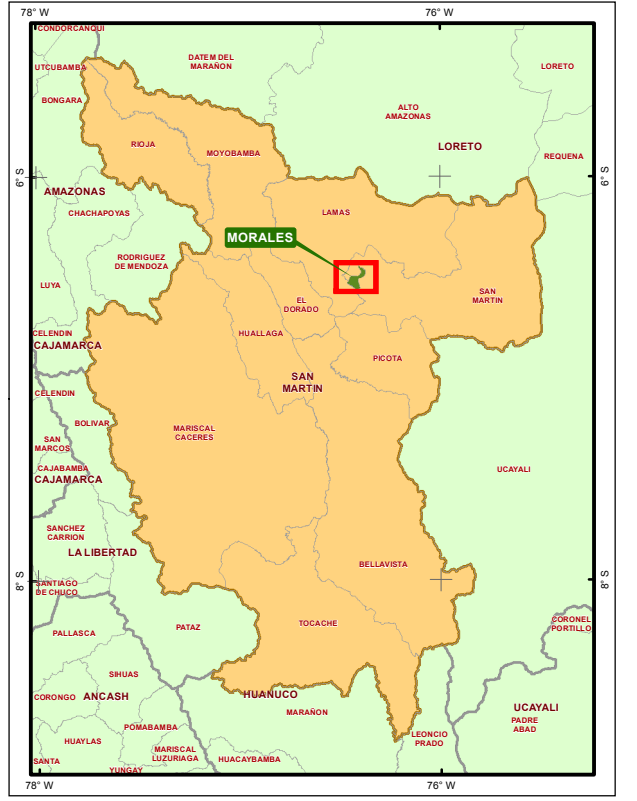 78° W
76° W
CONDORCANQUI
DATEM DEL
MARAÑON
UTCUBAMBA
LORETO
BONGARA
ALTO
AMAZONAS
RIOJA
MOYOBAMBA
LORETO
REQUENA
6° S
6° S
AMAZONAS
CHACHAPOYAS
LAMAS
MORALES
RODRIGUEZ
DE MENDOZA
LUYA
SAN
MARTIN
EL
DORADO
CELENDIN
CAJAMARCA
HUALLAGA
PICOTA
SAN
MARTIN
CELENDIN
BOLIVAR
MARISCAL
CACERES
SAN
MARCOS
CAJABAMBA
CAJAMARCA
UCAYALI
SANCHEZ
CARRION
LA LIBERTAD
BELLAVISTA
8° S
8° S
SANTIAGO
DE CHUCO
PATAZ
TOCACHE
CORONEL
PORTILLO
PALLASCA
SIHUAS
CORONGO
ANCASH
HUANUCO
MARAÑON
UCAYALI
PADRE
ABAD
POMABAMBA
HUAYLAS
MARISCAL
LUZURIAGA
HUACAYBAMBA
LEONCIO
PRADO
SANTA
YUNGAY
78° W
76° W